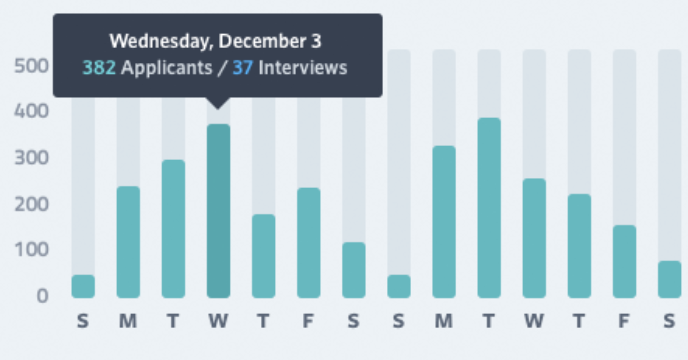 Wednesday, December 3
382 Applicants / 37 Interviews
500
400
300
200
100
0
S M T W T F S S M T W T F S